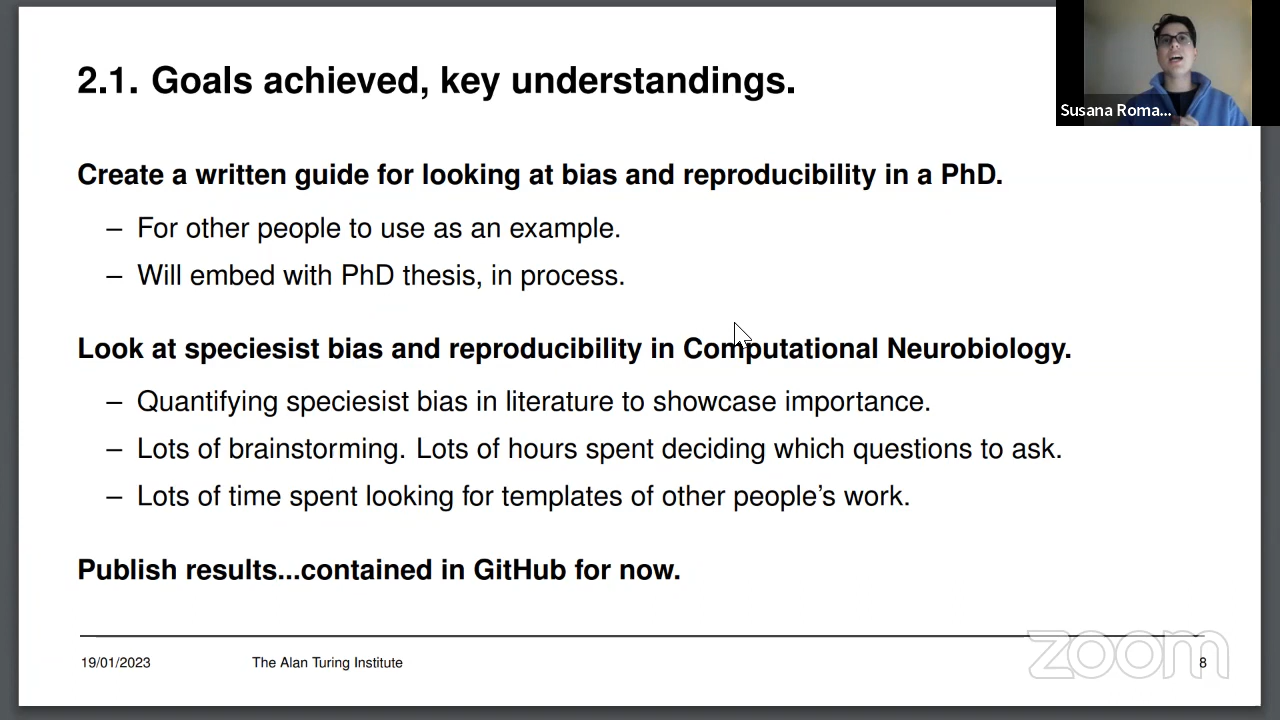 2.1. Goals achieved, key understandings.
Susana Roma...
Create a written guide for looking at bias and reproducibility in a PhD.
– For other people to use as an example.
– Will embed with PhD thesis, in process.
Look at speciesist bias and reproducibility in Computational Neurobiology.
– Quantifying speciesist bias in literature to showcase importance.
– Lots of brainstorming. Lots of hours spent deciding which questions to ask.
– Lots of time spent looking for templates of other people's work.
Publish results...contained in GitHub for now.
19/01/2023 The Alan Turing Institute 8
zoom